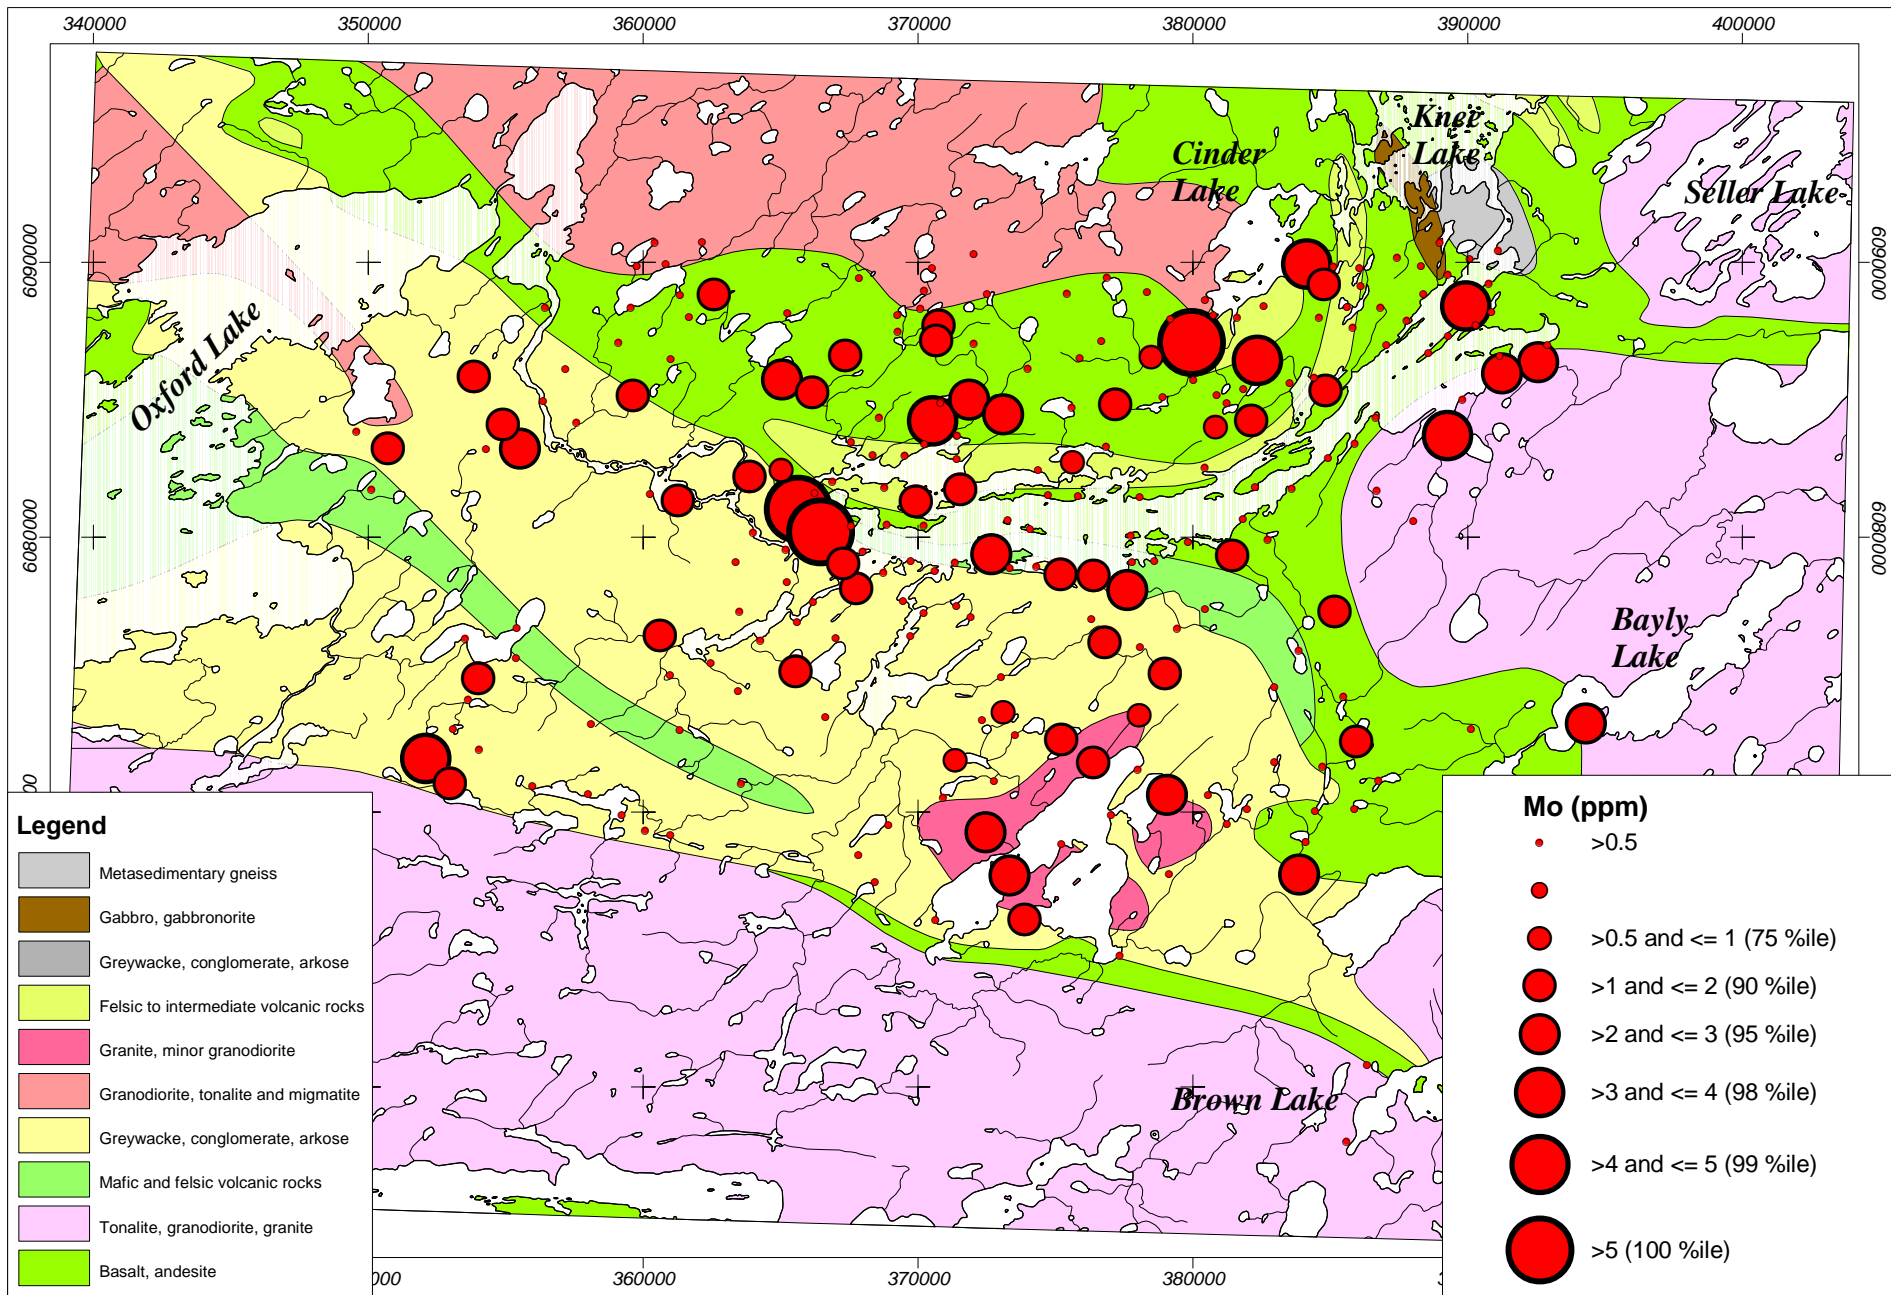 340000 350000 360000 370000 380000 390000 400000
Knee
Lake
Cinder
Lake
Seller Lake
6090000
6090000
Oxford Lake
6080000
6080000
Bayly
Lake
Brown Lake
Legend
Metasedimentary gneiss
Gabbro, gabbronorite
Greywacke, conglomerate, arkose
Felsic to intermediate volcanic rocks
Granite, minor granodiorite
Granodiorite, tonalite and migmatite
Greywacke, conglomerate, arkose
Mafic and felsic volcanic rocks
Tonalite, granodiorite, granite
Basalt, andesite
Mo (ppm)
>0.5
>0.5 and <= 1 (75 %ile)
>1 and <= 2 (90 %ile)
>2 and <= 3 (95 %ile)
>3 and <= 4 (98 %ile)
>4 and <= 5 (99 %ile)
>5 (100 %ile)
360000 370000 380000